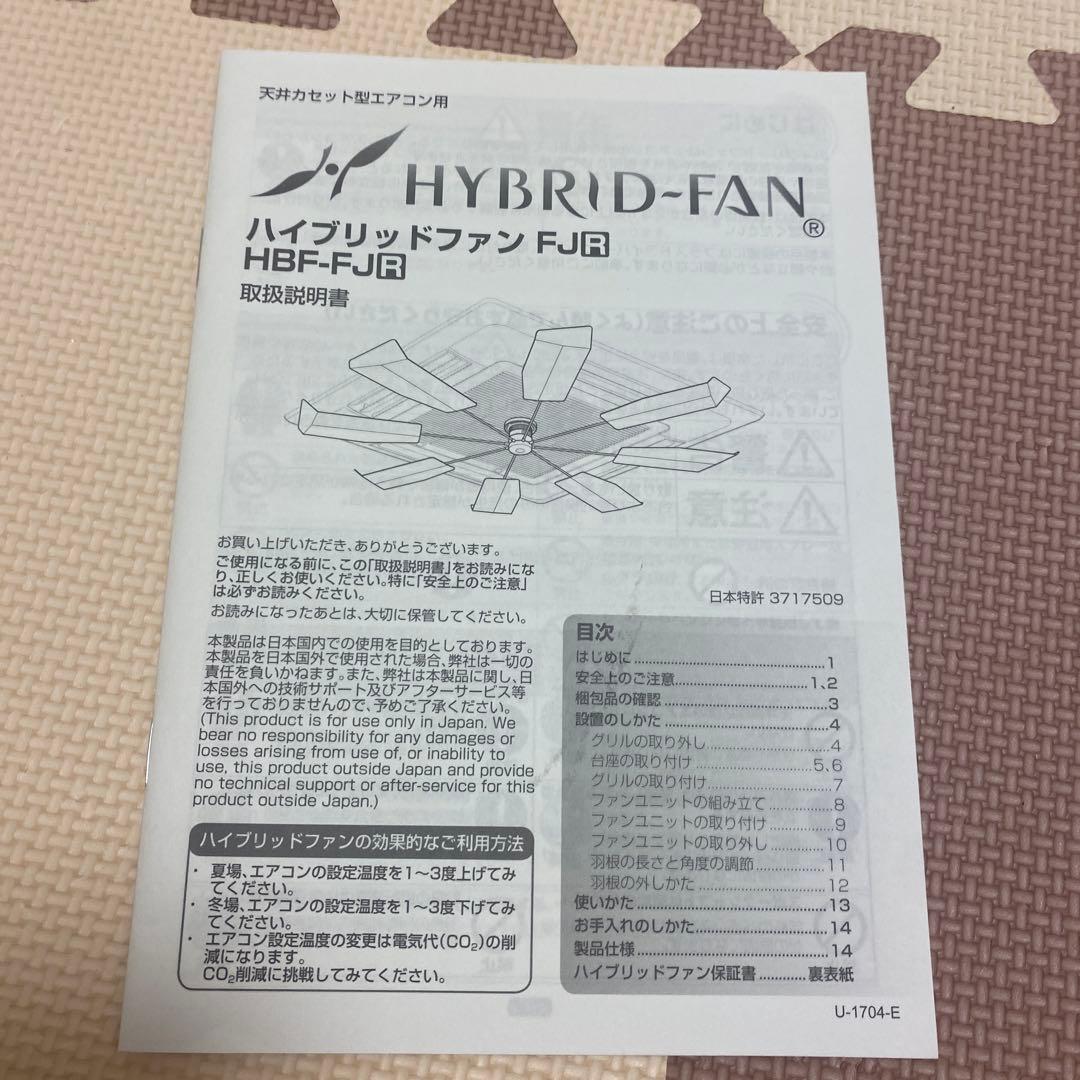 天井カセット型エアコン用
HYBRID-FAN®
ハイブリッドファン FJR
HBF-FJR
取扱説明書
お買い上げいただき、ありがとうございます。
ご使用になる前に、この「取扱説明書」をお読みにな
り、正しくお使いください。特に「安全上のご注意」
は必ずお読みください。
お読みになったあとは、大切に保管してください。
本製品は日本国内での使用を目的としております。
本製品を日本国外で使用された場合、弊社は一切の
責任を負いかねます。また、弊社は本製品に関し、日
本国外への技術サポート及びアフターサービス等
を行っておりませんので、予めご了承ください。
(This product is for use only in Japan. We
bear no responsibility for any damages or
losses arising from use of, or inability to
use, this product outside Japan and provide
no technical support or after-service for this
product outside Japan.)
ハイブリッドファンの効果的なご利用方法
・ 夏場、エアコンの設定温度を1〜3度上げてみ
てください。
・ 冬場、エアコンの設定温度を1〜3度下げてみ
てください。
・ エアコン設定温度の変更は電気代(CO₂)の削
減になります。
CO₂削減に挑戦してみてください。
日本特許 3717509
目次
はじめに..............................1
安全上のご注意......................1、2
梱包品の確認..........................3
設置のしかた..........................4
グリルの取り外し....................4
台座の取り付け....................5、6
グリルの取り付け....................7
ファンユニットの組み立て..........8
ファンユニットの取り付け..........9
ファンユニットの取り外し.........10
羽根の長さと角度の調節...........11
羽根の外しかた....................12
使いかた..............................13
お手入れのしかた....................14
製品仕様..............................14
ハイブリッドファン保証書...........裏表紙
U-1704-E